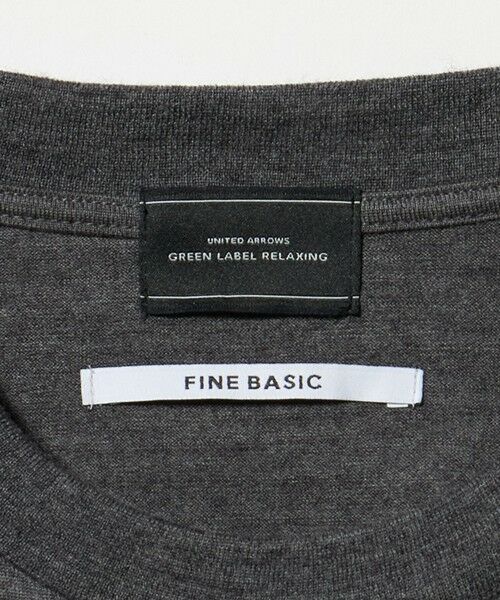 UNITED ARROWS
GREEN LABEL RELAXING
FINE BASIC